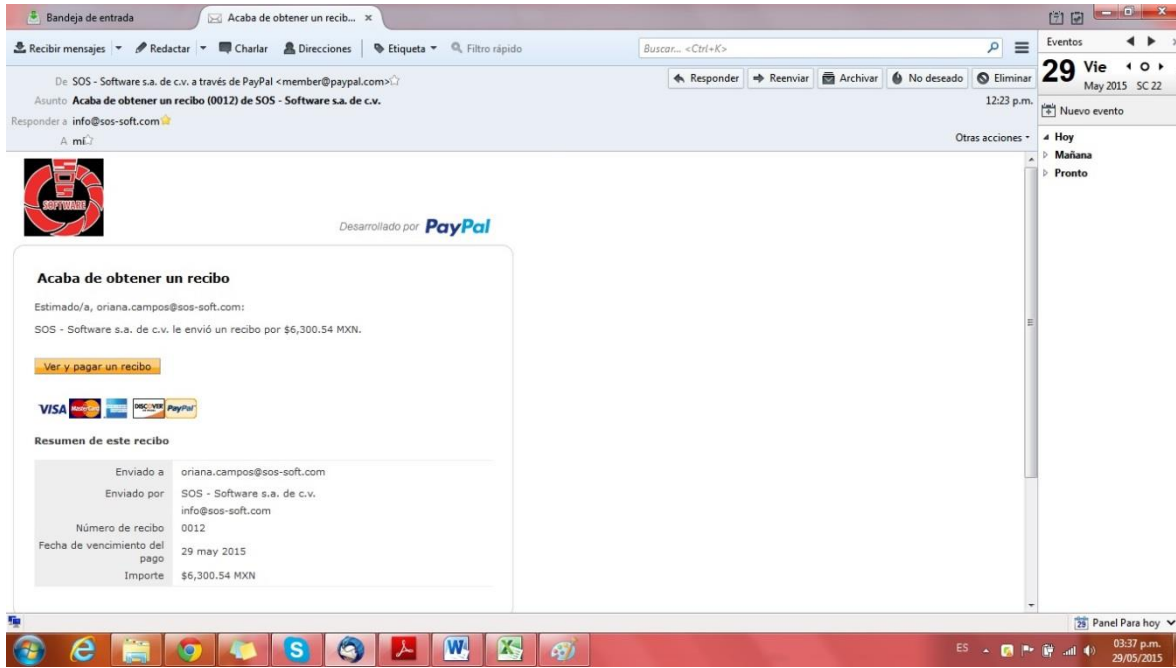 Bandeja de entrada
Acaba de obtener un recib... ×
Recibir mensajes
Redactar
Charlar
Direcciones
Etiqueta
Filtro rápido
Buscar... <Ctrl+K>
De SOS - Software s.a. de c.v. a través de PayPal <member@paypal.com>
Responder
Reenviar
Archivar
No deseado
Eliminar
Asunto Acaba de obtener un recibo (0012) de SOS - Software s.a. de c.v.
12:23 p.m.
Responder a info@sos-soft.com
A mí
Otras acciones
SOS
SOFTWARE
Desarrollado por PayPal
Acaba de obtener un recibo
Estimado/a, oriana.campos@sos-soft.com:
SOS - Software s.a. de c.v. le envió un recibo por $6,300.54 MXN.
Ver y pagar un recibo
VISA MasterCard DISCOVER PayPal
Resumen de este recibo
Enviado a oriana.campos@sos-soft.com
Enviado por SOS - Software s.a. de c.v.
info@sos-soft.com
Número de recibo 0012
Fecha de vencimiento del
pago 29 may 2015
Importe $6,300.54 MXN
Eventos
29 Vie
May 2015 SC 22
Nuevo evento
Hoy
Mañana
Pronto
29 Panel Para hoy
ES
03:37 p.m.
29/05/2015